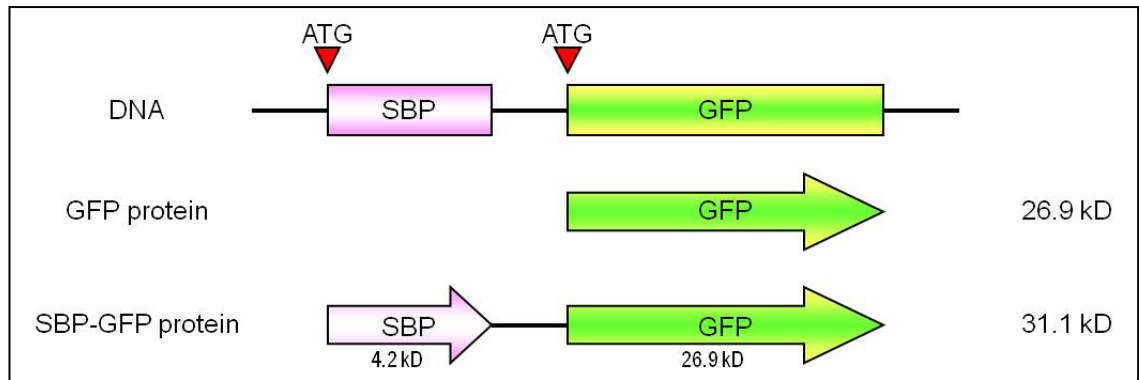 ATG ATG
DNA SBP GFP
GFP protein GFP 26.9 kD
SBP-GFP protein SBP GFP 31.1 kD
4.2 kD 26.9 kD